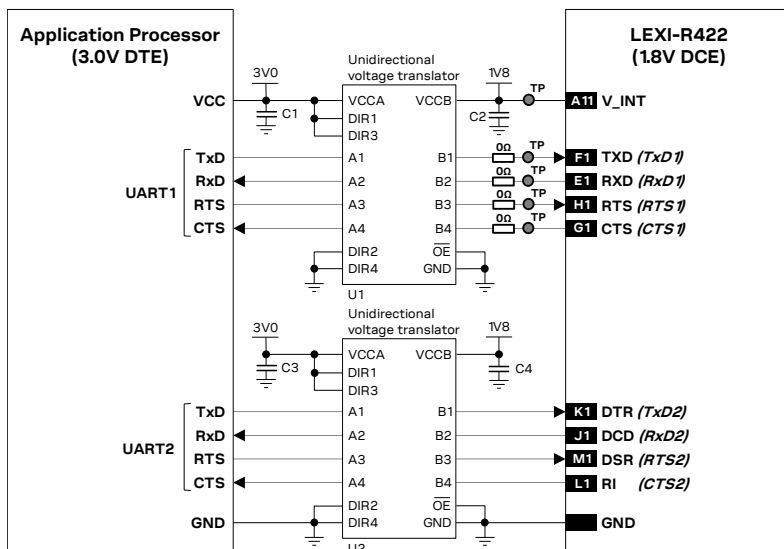 Application Processor
(3.0V DTE)
LEXI-R422
(1.8V DCE)
Unidirectional
voltage translator
3V0
1V8
TP
VCC
C1
VCCA
VCCB
C2
A11 V_INT
DIR1
DIR3
0Ω TP
TxD
A1
B1
F1 TXD (TxD1)
0Ω TP
UART1
RxD
A2
B2
E1 RXD (RxD1)
0Ω TP
RTS
A3
B3
H1 RTS (RTS1)
0Ω TP
CTS
A4
B4
G1 CTS (CTS1)
DIR2
OE
DIR4
GND
U1
Unidirectional
voltage translator
3V0
1V8
C3
VCCA
VCCB
C4
DIR1
DIR3
TxD
A1
B1
K1 DTR (TxD2)
UART2
RxD
A2
B2
J1 DCD (RxD2)
RTS
A3
B3
M1 DSR (RTS2)
CTS
A4
B4
L1 RI (CTS2)
DIR2
OE
GND
DIR4
GND
GND
U2